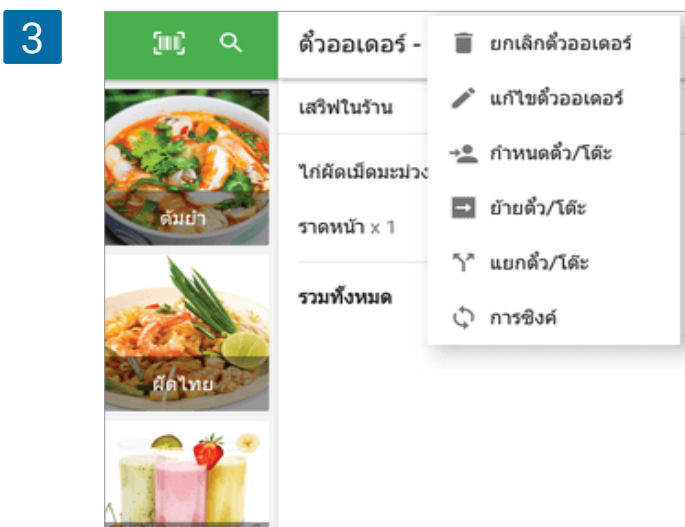 3
ตั๋วออเดอร์ -
ยกเลิกตั๋วออเดอร์
เสริฟในร้าน
แก้ไขตั๋วออเดอร์
ไก่ผัดเม็ดมะม่วง
กำหนดตั๋ว/โต๊ะ
ต้มยำ
ราดหน้า x 1
ย้ายตั๋ว/โต๊ะ
แยกตั๋ว/โต๊ะ
รวมทั้งหมด
การซิงค์
ผัดไทย